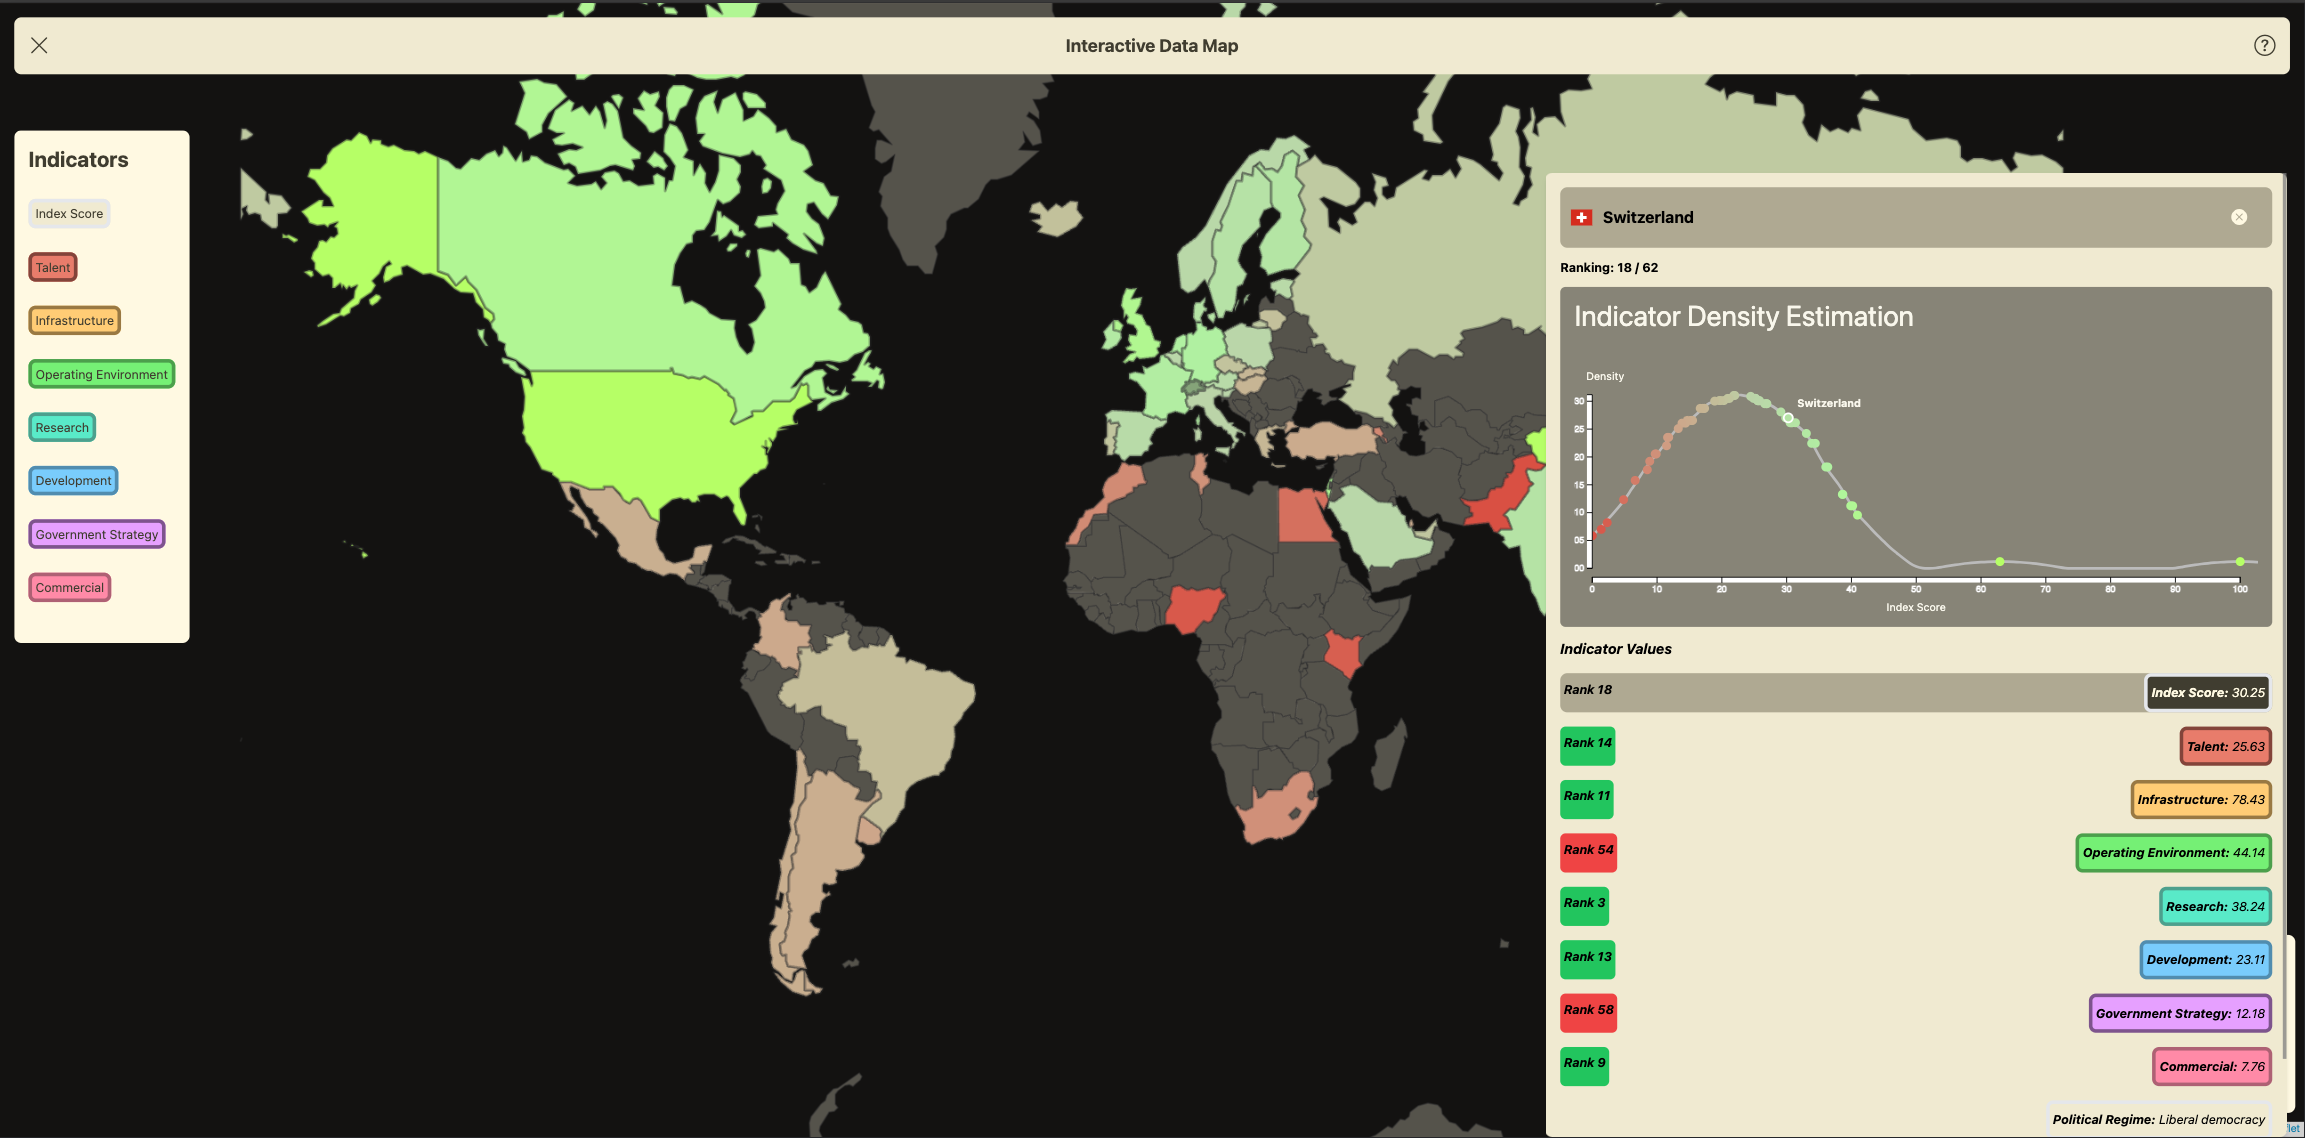 Interactive Data Map
?
Indicators
Index Score
Talent
Infrastructure
Operating Environment
Research
Development
Government Strategy
Commercial
Switzerland
Ranking: 18 / 62
Indicator Density Estimation
Density
30
25
20
15
10
05
00
Switzerland
0 10 20 30 40 50 60 70 80 90 100
Index Score
Indicator Values
Rank 18 Index Score: 30.25
Rank 14 Talent: 25.63
Rank 11 Infrastructure: 78.43
Rank 54 Operating Environment: 44.14
Rank 3 Research: 38.24
Rank 13 Development: 23.11
Rank 58 Government Strategy: 12.18
Rank 9 Commercial: 7.76
Political Regime: Liberal democracy